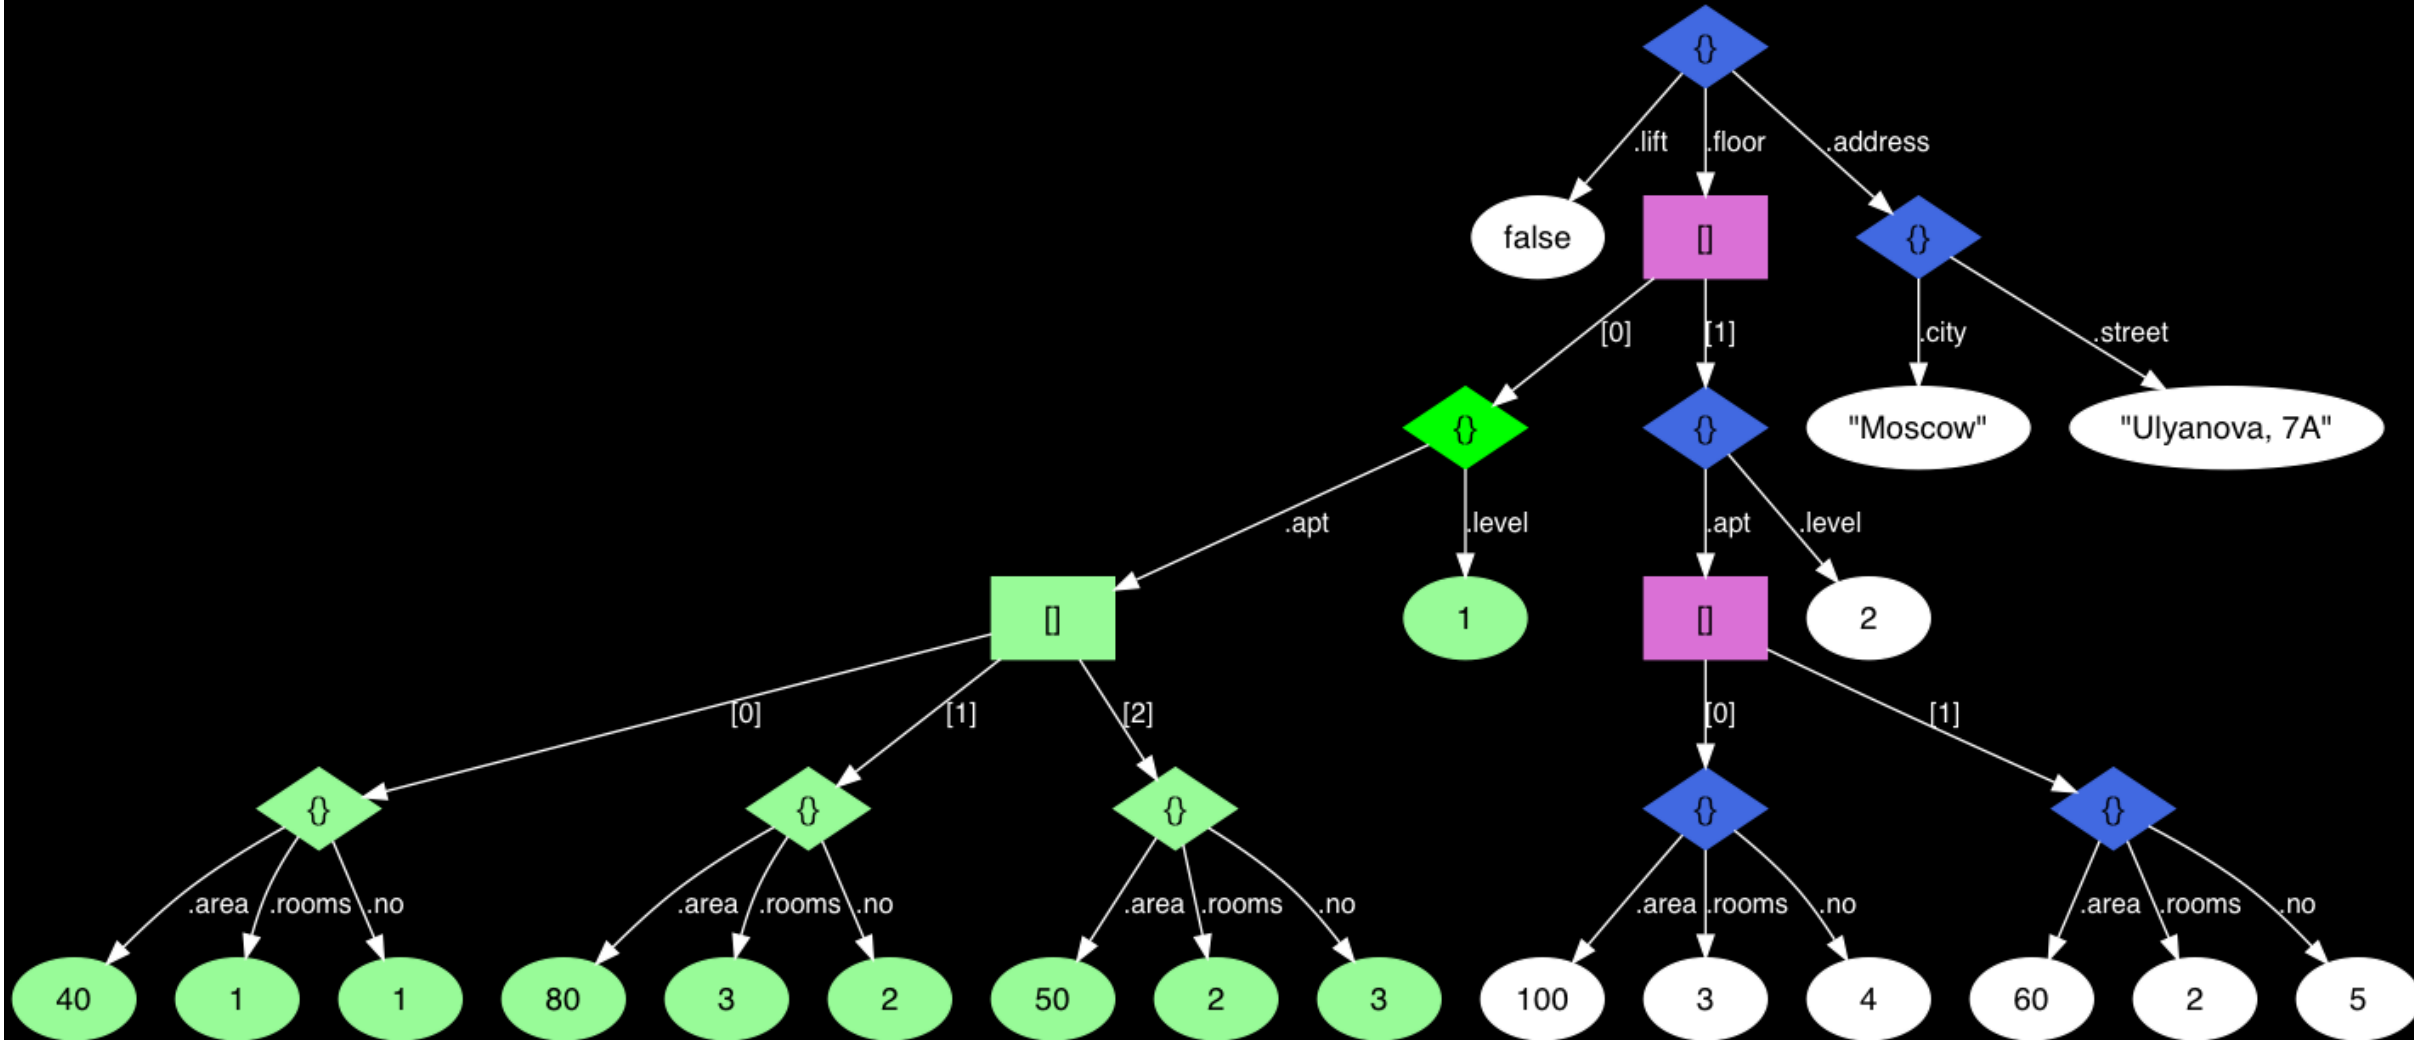 {}
.lift .floor .address
false [] {}
[0] [1] .city .street
{} {} "Moscow" "Ulyanova, 7A"
.apt .level .apt .level
[] 1 [] 2
[0] [1] [2] [0] [1]
{} {} {} {} {}
.area .rooms .no .area .rooms .no .area .rooms .no .area .rooms .no .area .rooms .no
40 1 1 80 3 2 50 2 3 100 3 4 60 2 5